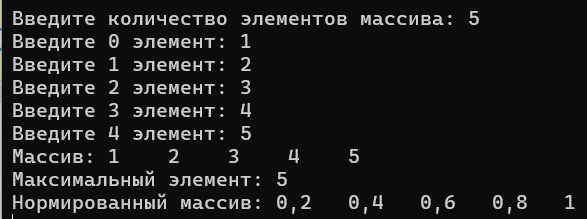 Введите количество элементов массива: 5
Введите 0 элемент: 1
Введите 1 элемент: 2
Введите 2 элемент: 3
Введите 3 элемент: 4
Введите 4 элемент: 5
Массив: 1    2    3    4    5
Максимальный элемент: 5
Нормированный массив: 0,2   0,4   0,6   0,8   1